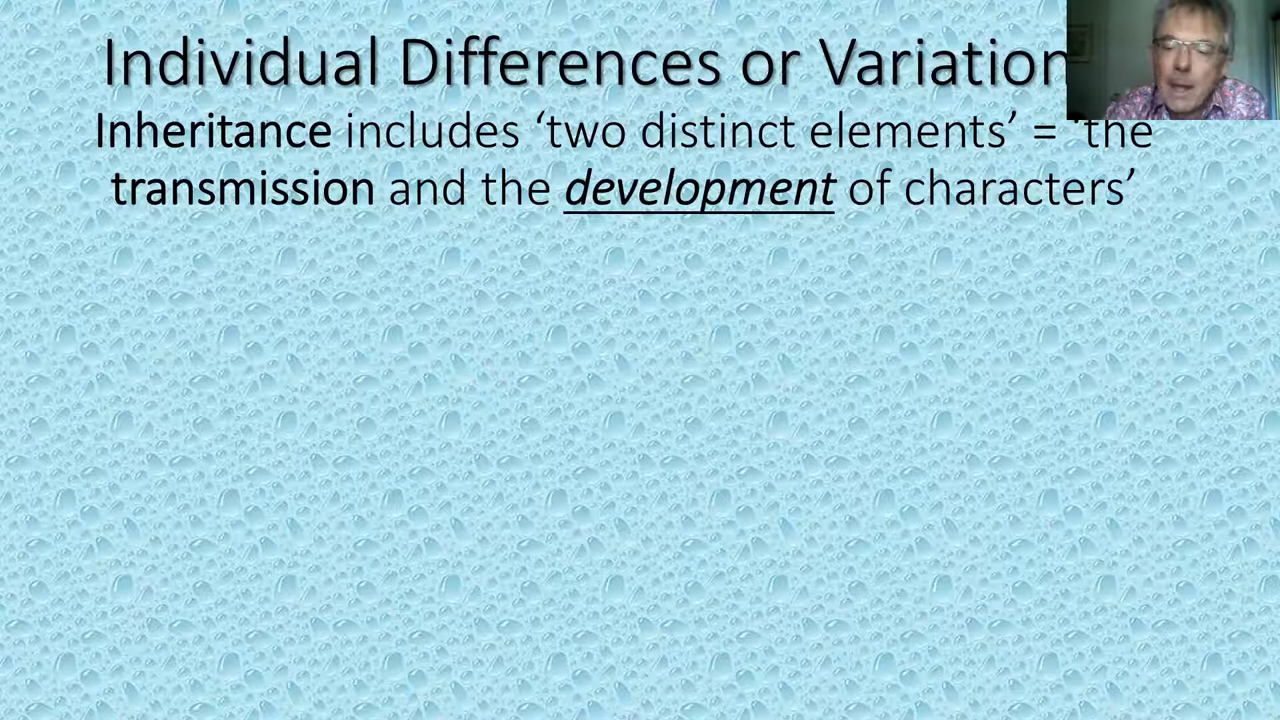 Individual Differences or Variation
Inheritance includes ‘two distinct elements’ = ‘the
transmission and the development of characters’